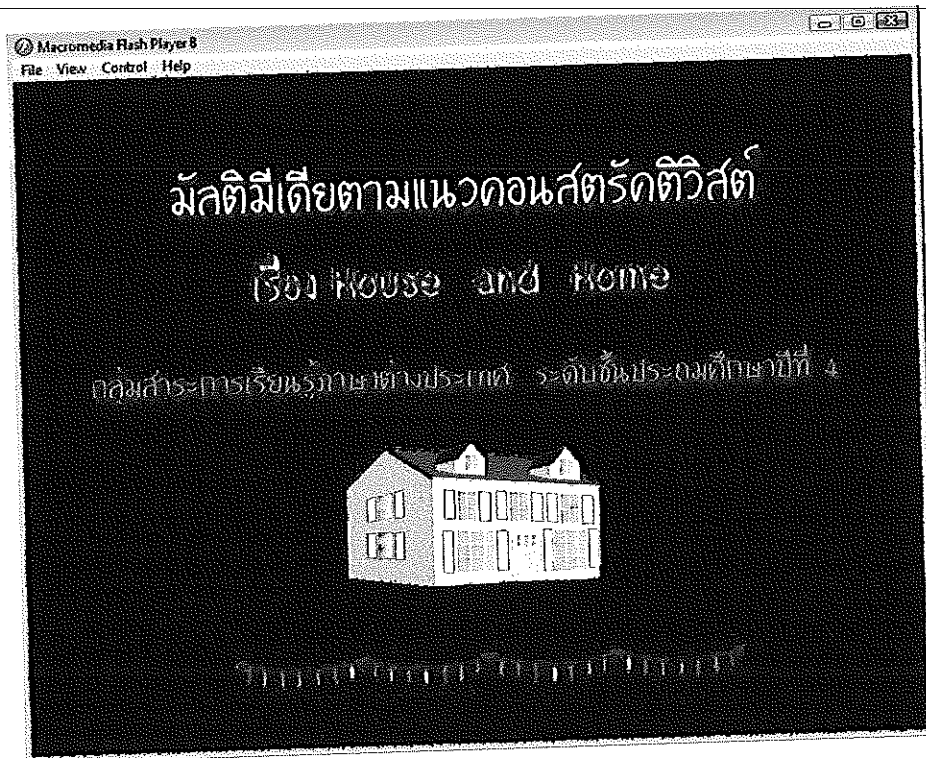 Macromedia Flash Player 8
File View Control Help
มัลติมีเดียตามแนวคอนสตรัคติวิสต์
เรื่อง House and Home
กลุ่มสาระการเรียนรู้ภาษาต่างประเทศ ระดับชั้นประถมศึกษาปีที่ 4